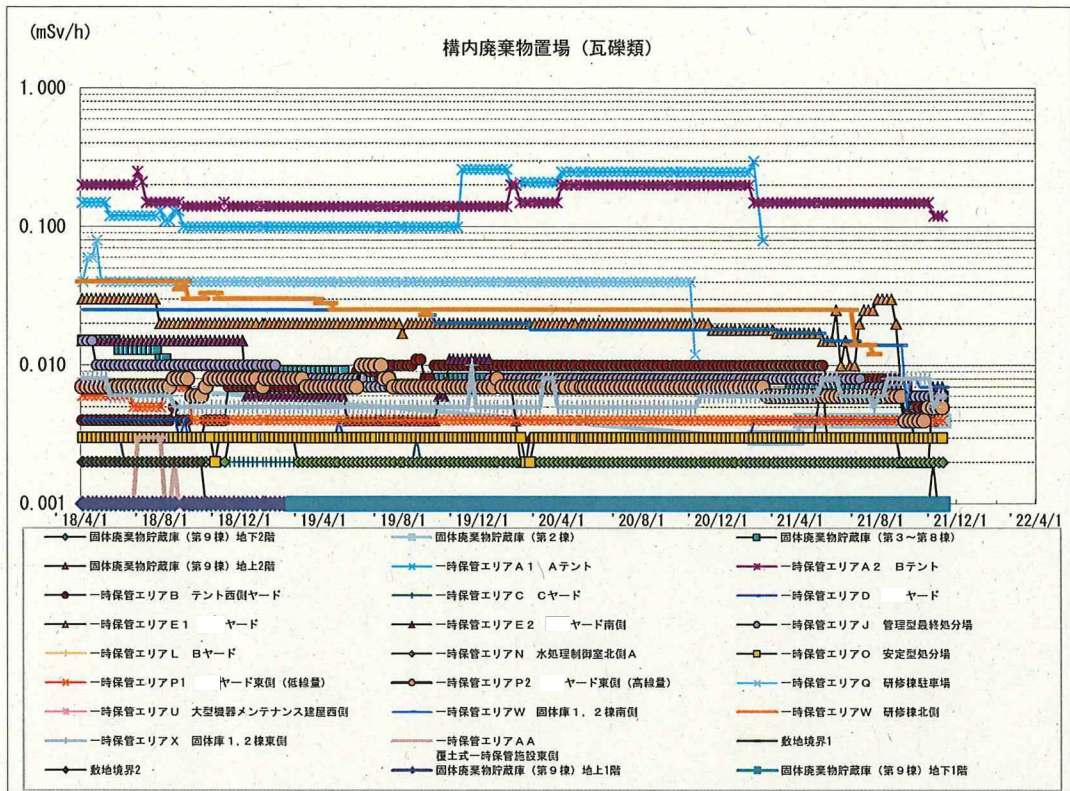 (mSv/h)
構内廃棄物置場（瓦礫類）
1.000
0.100
0.010
0.001
'18/4/1 '18/8/1 '18/12/1 '19/4/1 '19/8/1 '19/12/1 '20/4/1 '20/8/1 '20/12/1 '21/4/1 '21/8/1 '21/12/1 '22/4/1
固体廃棄物貯蔵庫（第９棟）地下2階
固体廃棄物貯蔵庫（第２棟）
固体廃棄物貯蔵庫（第３～第８棟）
固体廃棄物貯蔵庫（第９棟）地上2階
一時保管エリアＡ１　Ａテント
一時保管エリアＡ２　Ｂテント
一時保管エリアＢ　テント西側ヤード
一時保管エリアＣ　Ｃヤード
一時保管エリアＤ　ヤード
一時保管エリアＥ１　ヤード
一時保管エリアＥ２　ヤード南側
一時保管エリアＪ　管理型最終処分場
一時保管エリアＬ　Ｂヤード
一時保管エリアＮ　水処理制御室北側A
一時保管エリアＯ　安定型処分場
一時保管エリアＰ1　ヤード東側（低線量）
一時保管エリアＰ2　ヤード東側（高線量）
一時保管エリアＱ　研修棟駐車場
一時保管エリアＵ　大型機器メンテナンス建屋西側
一時保管エリアＷ　固体庫１，２棟南側
一時保管エリアＷ　研修棟北側
一時保管エリアＸ　固体庫１，２棟東側
一時保管エリアＡＡ
覆土式一時保管施設東側
敷地境界1
敷地境界2
固体廃棄物貯蔵庫（第９棟）地上1階
固体廃棄物貯蔵庫（第９棟）地下1階